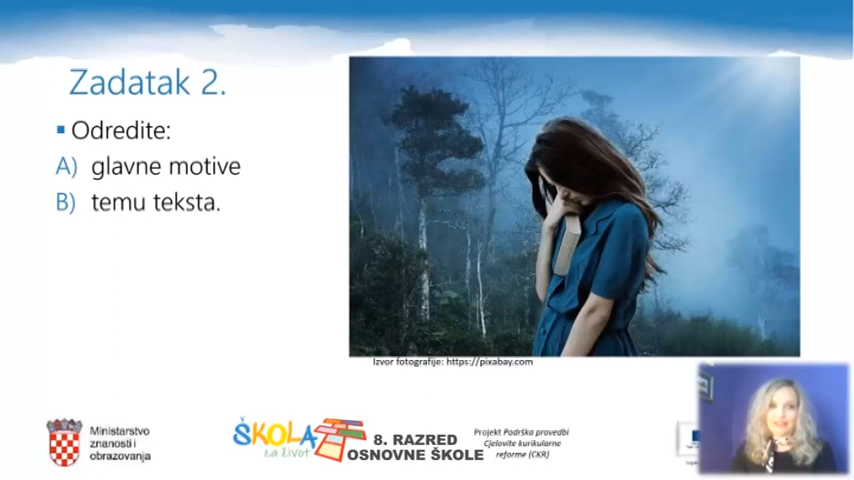 Zadatak 2.
Odredite:
A) glavne motive
B) temu teksta.
Izvor fotografije: https://pixabay.com
Ministarstvo
znanosti i
obrazovanja
ŠKOLA
za život
8. RAZRED
OSNOVNE ŠKOLE
Projekt Podrška provedbi
Cjelovite kurikularne
reforme (CKR)